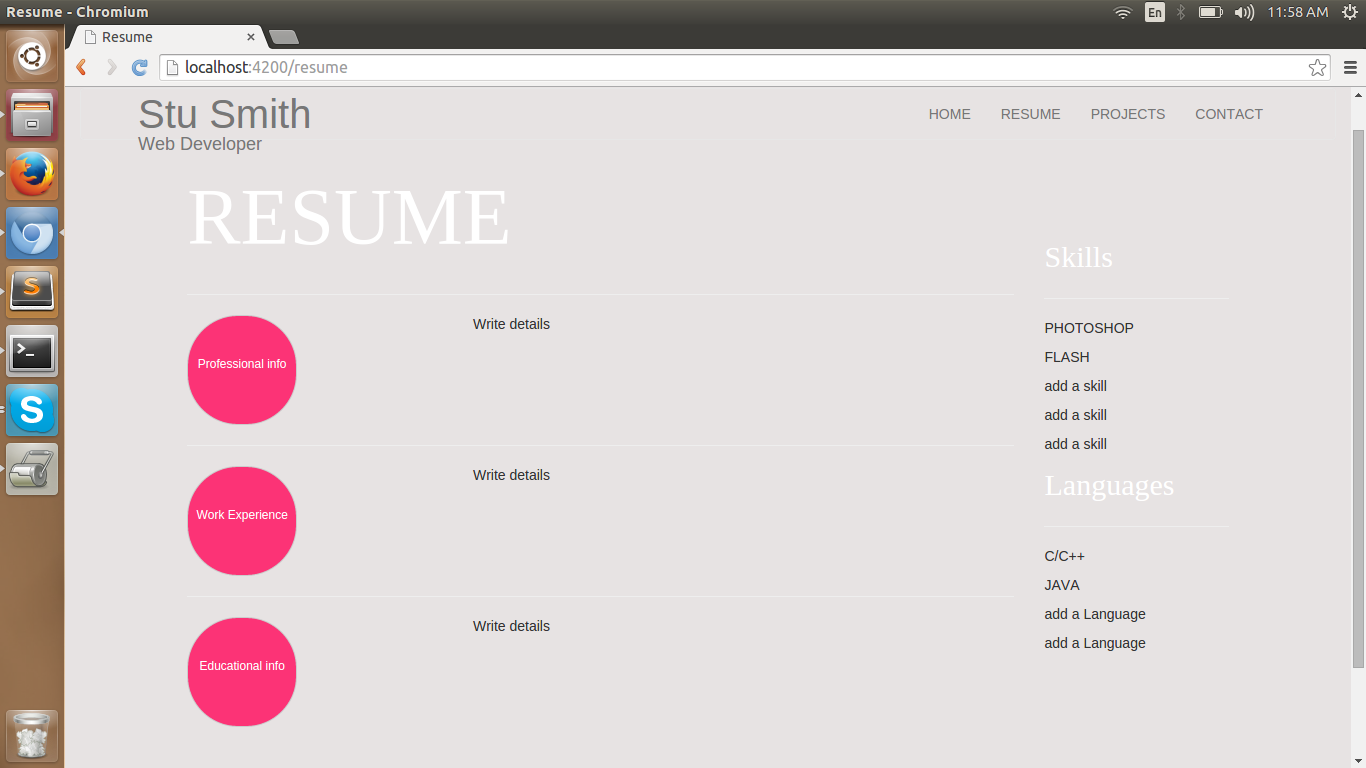 Resume - Chromium
En
11:58 AM
Resume
localhost:4200/resume
Stu Smith
Web Developer
HOME RESUME PROJECTS CONTACT
RESUME
Write details
Professional info
Write details
Work Experience
Write details
Educational info
Skills
PHOTOSHOP
FLASH
add a skill
add a skill
add a skill
Languages
C/C++
JAVA
add a Language
add a Language